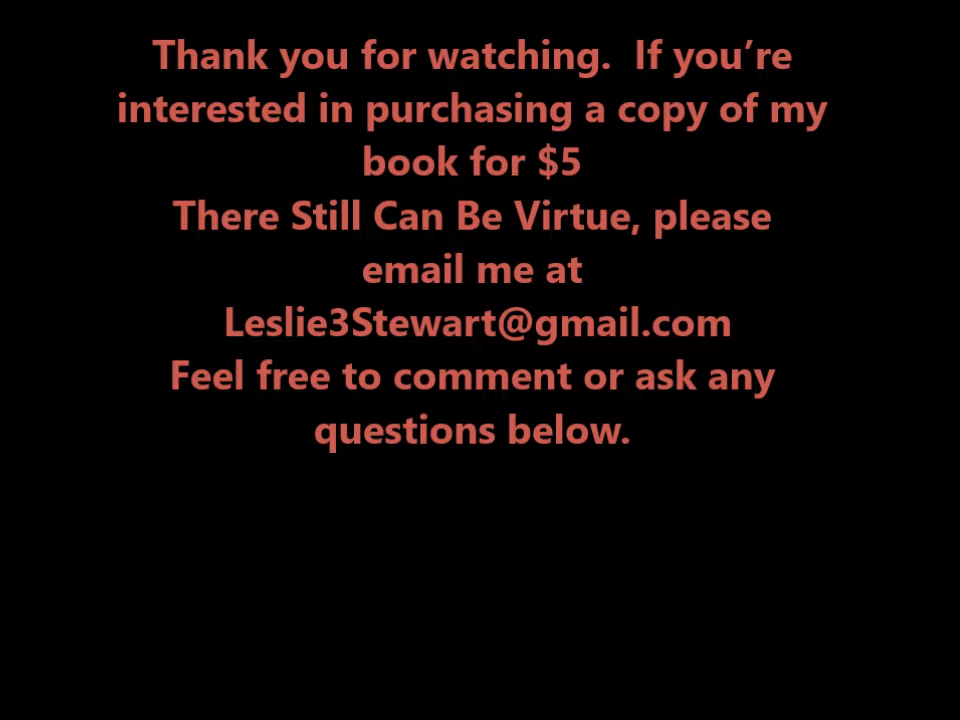 Thank you for watching.  If you’re
interested in purchasing a copy of my
book for $5
There Still Can Be Virtue, please
email me at
Leslie3Stewart@gmail.com
Feel free to comment or ask any
questions below.